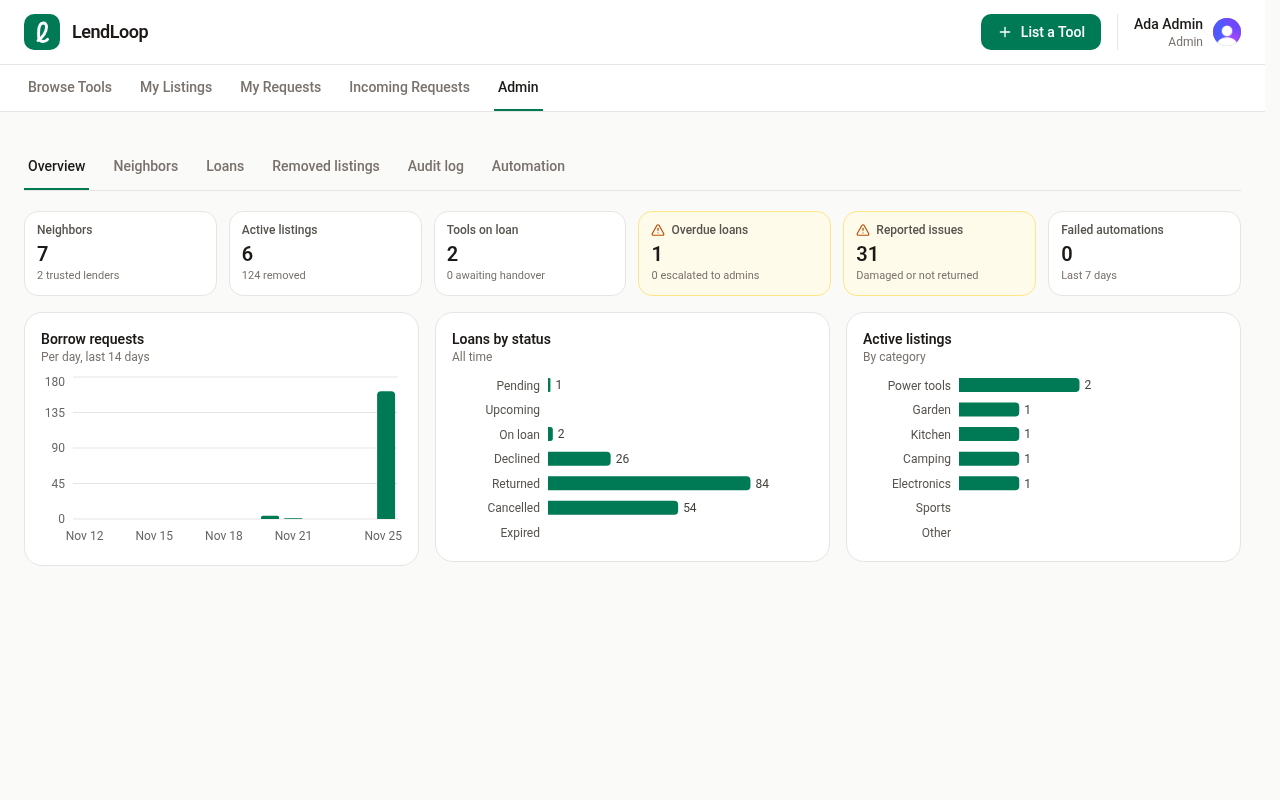 LendLoop
List a Tool
Ada Admin
Admin
Browse Tools
My Listings
My Requests
Incoming Requests
Admin
Overview
Neighbors
Loans
Removed listings
Audit log
Automation
Neighbors
7
2 trusted lenders
Active listings
6
124 removed
Tools on loan
2
0 awaiting handover
Overdue loans
1
0 escalated to admins
Reported issues
31
Damaged or not returned
Failed automations
0
Last 7 days
Borrow requests
Per day, last 14 days
180
135
90
45
0
Nov 12
Nov 15
Nov 18
Nov 21
Nov 25
Loans by status
All time
Pending 1
Upcoming
On loan 2
Declined 26
Returned 84
Cancelled 54
Expired
Active listings
By category
Power tools 2
Garden 1
Kitchen 1
Camping 1
Electronics 1
Sports
Other